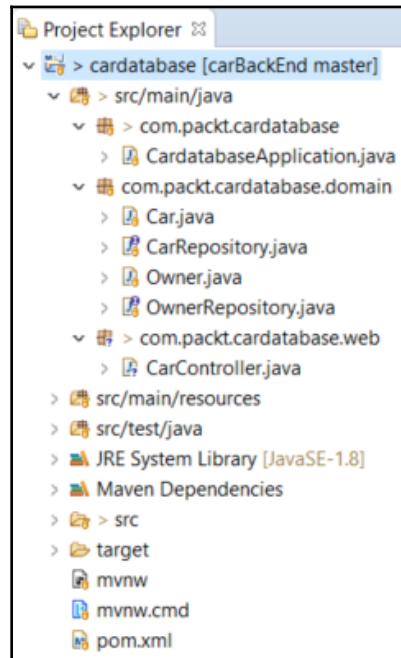 Project Explorer
> cardatabase [carBackEnd master]
> src/main/java
> com.packt.cardatabase
CardatabaseApplication.java
com.packt.cardatabase.domain
Car.java
CarRepository.java
Owner.java
OwnerRepository.java
> com.packt.cardatabase.web
CarController.java
src/main/resources
src/test/java
JRE System Library [JavaSE-1.8]
Maven Dependencies
> src
target
mvnw
mvnw.cmd
pom.xml